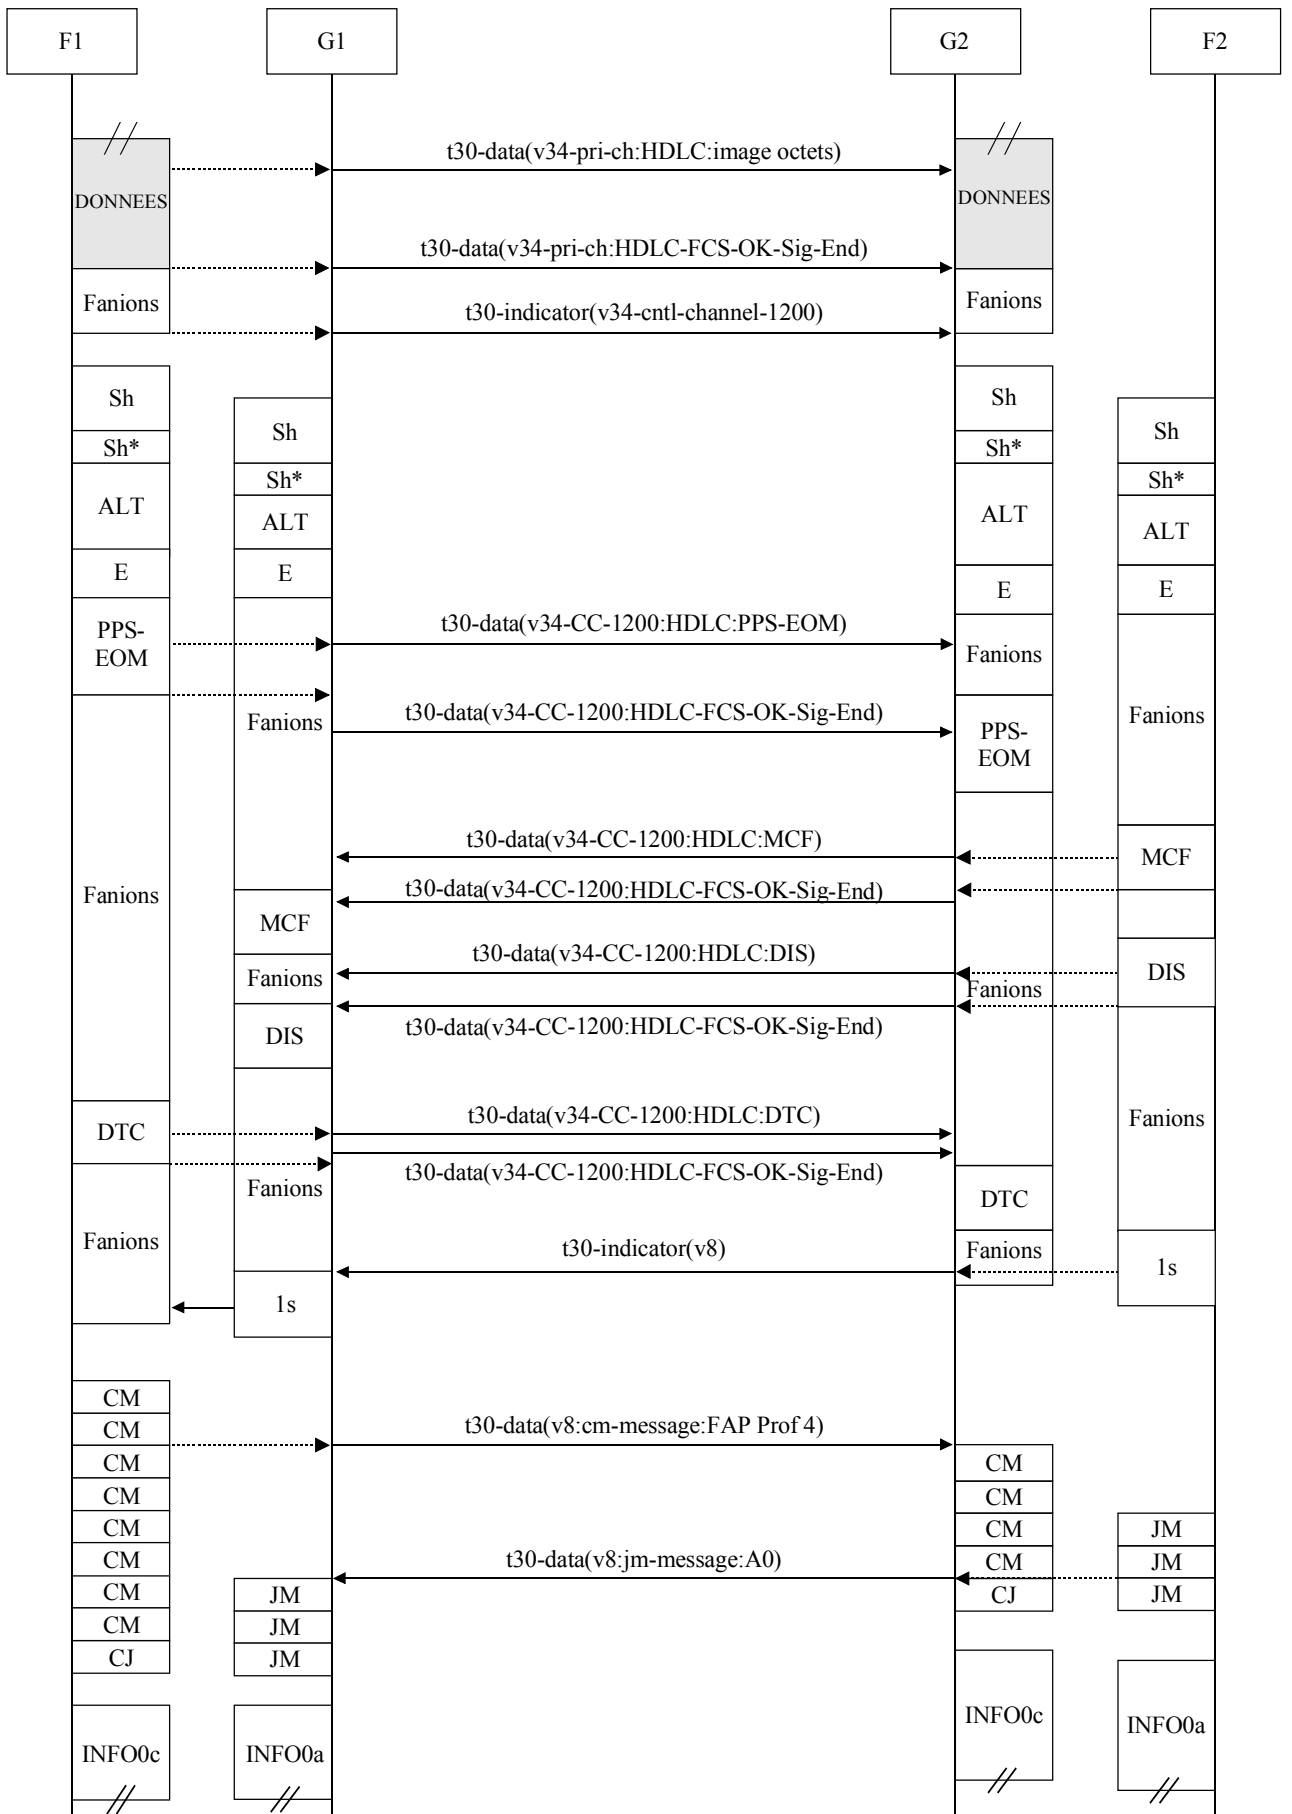 F1
G1
G2
F2
t30-data(v34-pri-ch:HDLC:image octets)
DONNEES
DONNEES
t30-data(v34-pri-ch:HDLC-FCS-OK-Sig-End)
Fanions
Fanions
t30-indicator(v34-cntl-channel-1200)
Sh
Sh
Sh
Sh
Sh*
Sh*
Sh*
Sh*
ALT
ALT
ALT
ALT
E
E
E
E
PPS-
EOM
t30-data(v34-CC-1200:HDLC:PPS-EOM)
Fanions
Fanions
t30-data(v34-CC-1200:HDLC-FCS-OK-Sig-End)
PPS-
EOM
Fanions
t30-data(v34-CC-1200:HDLC:MCF)
MCF
Fanions
t30-data(v34-CC-1200:HDLC-FCS-OK-Sig-End)
MCF
t30-data(v34-CC-1200:HDLC:DIS)
DIS
Fanions
Fanions
t30-data(v34-CC-1200:HDLC-FCS-OK-Sig-End)
DIS
DTC
t30-data(v34-CC-1200:HDLC:DTC)
Fanions
t30-data(v34-CC-1200:HDLC-FCS-OK-Sig-End)
Fanions
DTC
Fanions
t30-indicator(v8)
Fanions
1s
1s
CM
CM
t30-data(v8:cm-message:FAP Prof 4)
CM
CM
CM
CM
CM
CM
JM
CM
t30-data(v8:jm-message:A0)
CM
JM
CM
JM
CJ
JM
CM
JM
CJ
JM
INFO0c
INFO0a
INFO0c
INFO0a